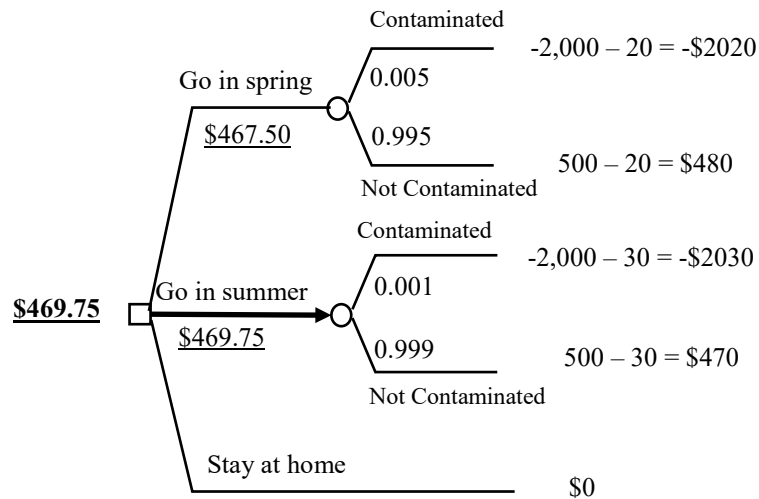 Contaminated
-2,000 – 20 = -$2020
Go in spring
0.005
$467.50
0.995
500 – 20 = $480
Not Contaminated
Contaminated
-2,000 – 30 = -$2030
Go in summer
0.001
$469.75
$469.75
0.999
500 – 30 = $470
Not Contaminated
Stay at home
$0